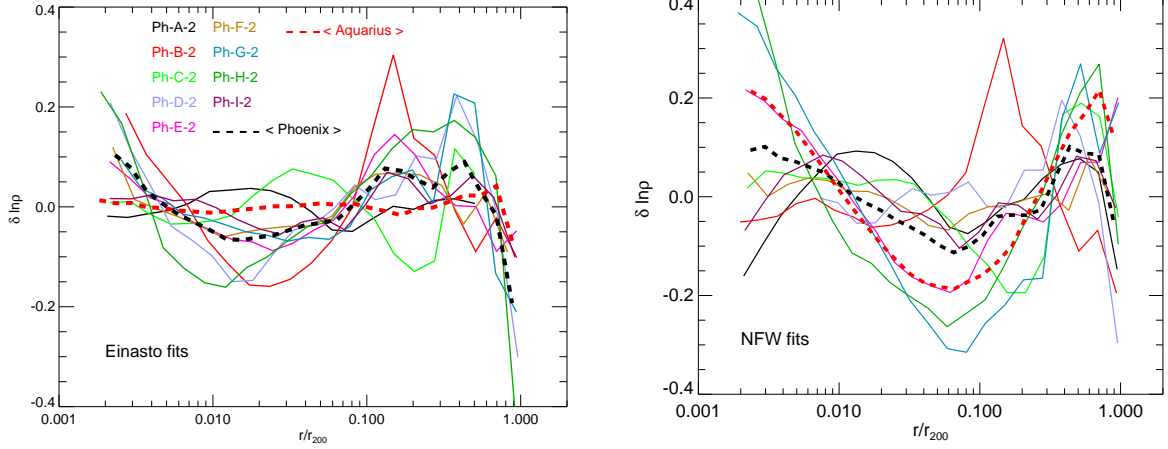 0.4
Ph-A-2 Ph-F-2 < Aquarius >
Ph-B-2 Ph-G-2
Ph-C-2 Ph-H-2
Ph-D-2 Ph-I-2
Ph-E-2 < Phoenix >
0.2
0.0
-0.2
-0.4
δ lnρ
Einasto fits
0.001 0.010 0.100 1.000
r/r200
0.4
0.2
0.0
-0.2
-0.4
δ lnρ
NFW fits
0.001 0.010 0.100 1.000
r/r200